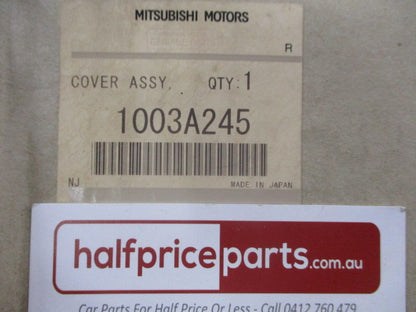 MITSUBISHI MOTORS
R
COVER ASSY, QTY:1
1003A245
NJ MADE IN JAPAN
halfpriceparts.com.au
Car Parts For Half Price Or Less - Call 0412 760 479